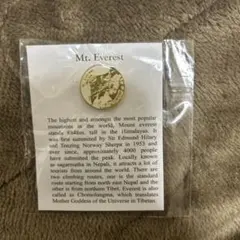 Mt. Everest
The highest and amongst the most popular
mountains in the world, Mount everest
stands tall in the Himalayas. It
was first summited by Sir Edmund Hilary
and Tenzing Norway Sherpa in 1953 and
ever since, approximately 4000 people
have summited the peak. Locally known
as sagarmatha in Nepali, it attracts a lot of
tourists from around the world. There are
two climbing routes, one is the standard
route starting from north east Nepal and the
other is from northern Tibet. Everest is also
called as Chomolungma, which translates
Mother Goddess of the Universe in Tibetan.